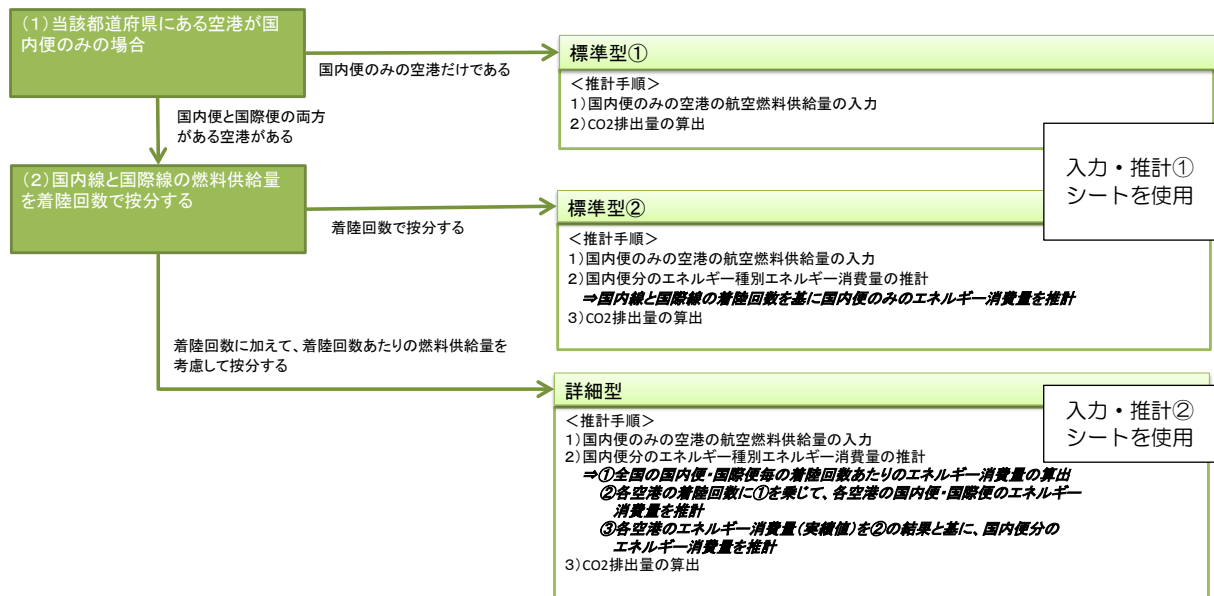 (1)当該都道府県にある空港が国
内便のみの場合
国内便のみの空港だけである
標準型①
＜推計手順＞
1)国内便のみの空港の航空燃料供給量の入力
2)CO2排出量の算出
国内便と国際便の両方
がある空港がある
入力・推計①
シートを使用
(2)国内線と国際線の燃料供給量
を着陸回数で按分する
着陸回数で按分する
標準型②
＜推計手順＞
1)国内便のみの空港の航空燃料供給量の入力
2)国内便分のエネルギー種別エネルギー消費量の推計
⇒国内線と国際線の着陸回数を基に国内便のみのエネルギー消費量を推計
3)CO2排出量の算出
着陸回数に加えて、着陸回数あたりの燃料供給量を
考慮して按分する
詳細型
入力・推計②
シートを使用
＜推計手順＞
1)国内便のみの空港の航空燃料供給量の入力
2)国内便分のエネルギー種別エネルギー消費量の推計
⇒①全国の国内便・国際便毎の着陸回数あたりのエネルギー消費量の算出
②各空港の着陸回数に①を乗じて、各空港の国内便・国際便のエネルギー
消費量を推計
③各空港のエネルギー消費量(実績値)を②の結果と基に、国内便分の
エネルギー消費量を推計
3)CO2排出量の算出